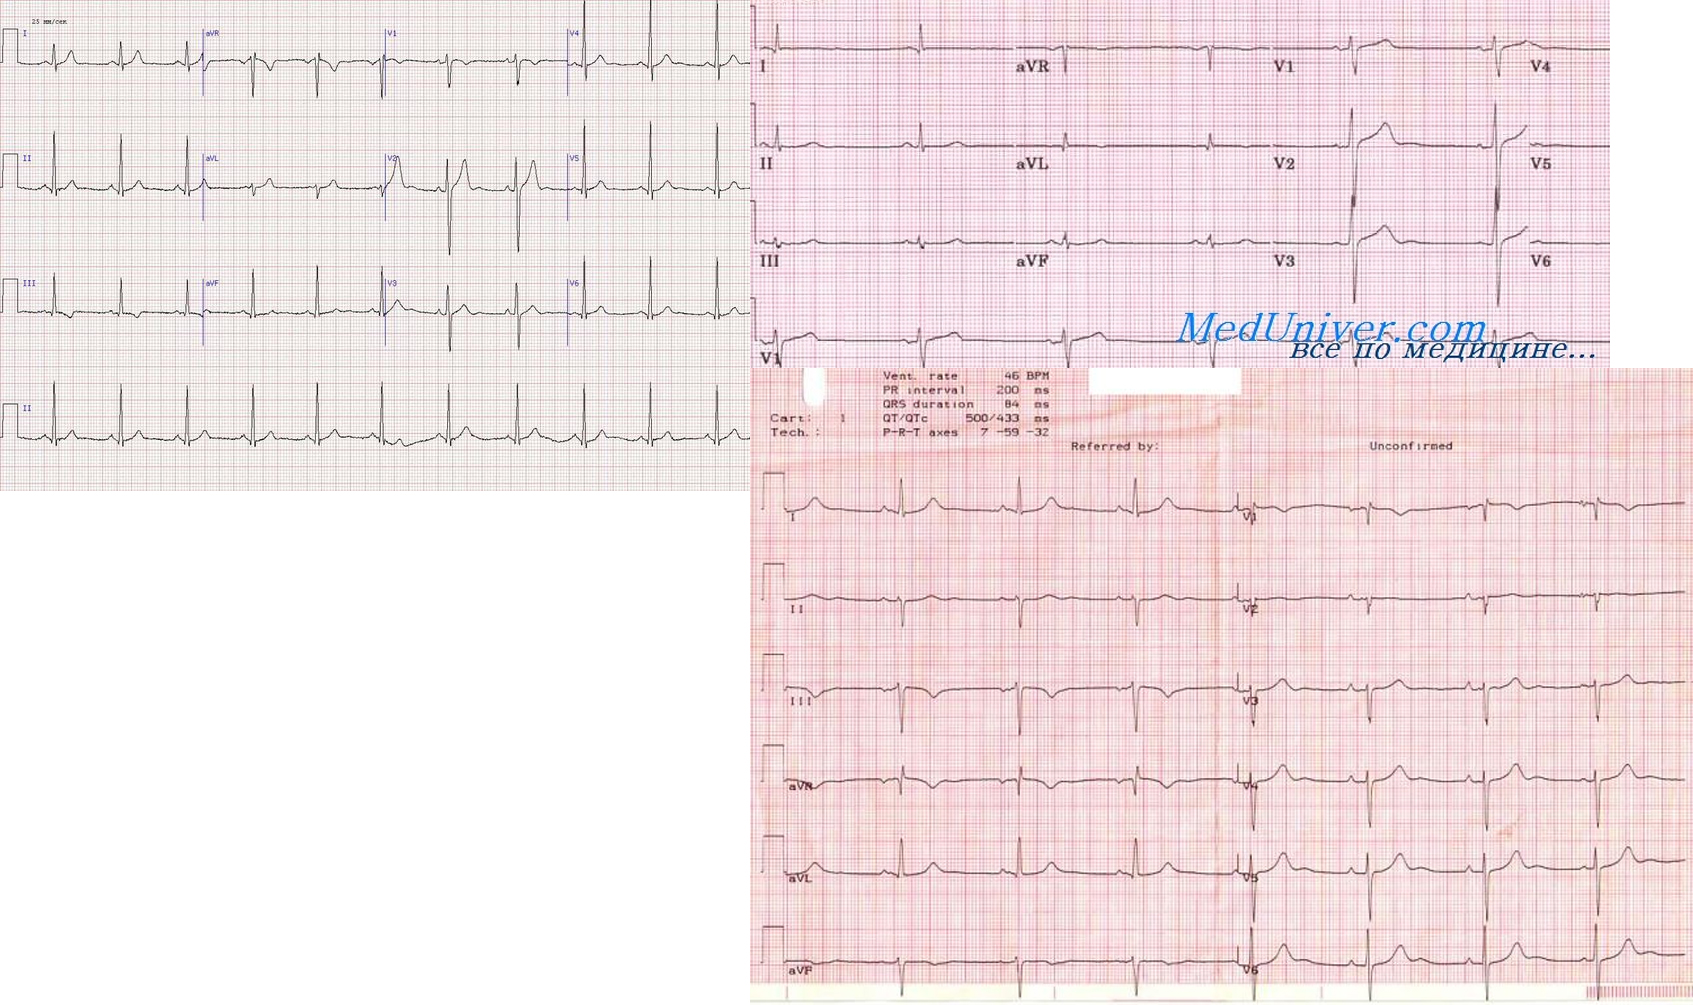 25 мм/сек
I aVR V1 V4
II aVL V2 V5
III aVF V3 V6
II
I aVR V1 V4
II aVL V2 V5
III aVF V3 V6
MedUniver.com
V1
все по медицине...
Vent. rate 46 BPM
PR interval 200 ms
QRS duration 84 ms
Cart: 1 QT/QTc 500/433 ms
Tech.: P-R-T axes 7 -59 -32
Referred by: Unconfirmed
I V1
II V2
III V3
aVR V4
aVL V5
aVF V6